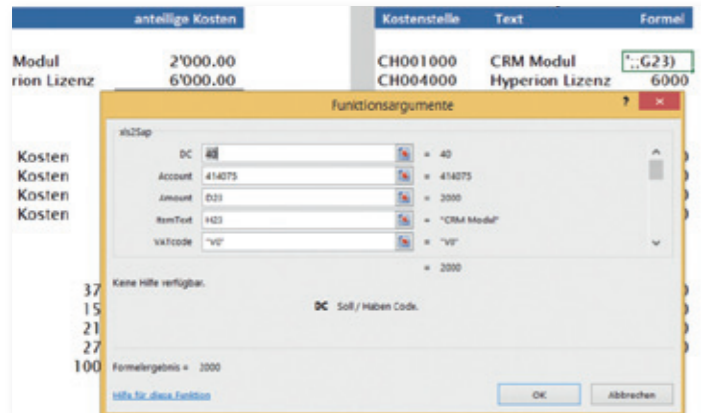 anteilige Kosten Kostenstelle Text Formel
Modul 2'000.00 CH001000 CRM Modul ";;G23)
rion Lizenz 6'000.00 CH004000 Hyperion Lizenz 6000
Funktionsargumente ? ×
xls2Sap
DC 40 = 40
Account 414075 = 414075
Amount D23 = 2000
ItemText H23 = "CRM Modul"
VATcode "V0" = "V0"
= 2000
Kosten
Kosten
Kosten
Kosten
Keine Hilfe verfügbar.
DC Soll / Haben Code.
37
15
21
27
100
Formelergebnis = 2000
Hilfe für diese Funktion OK Abbrechen